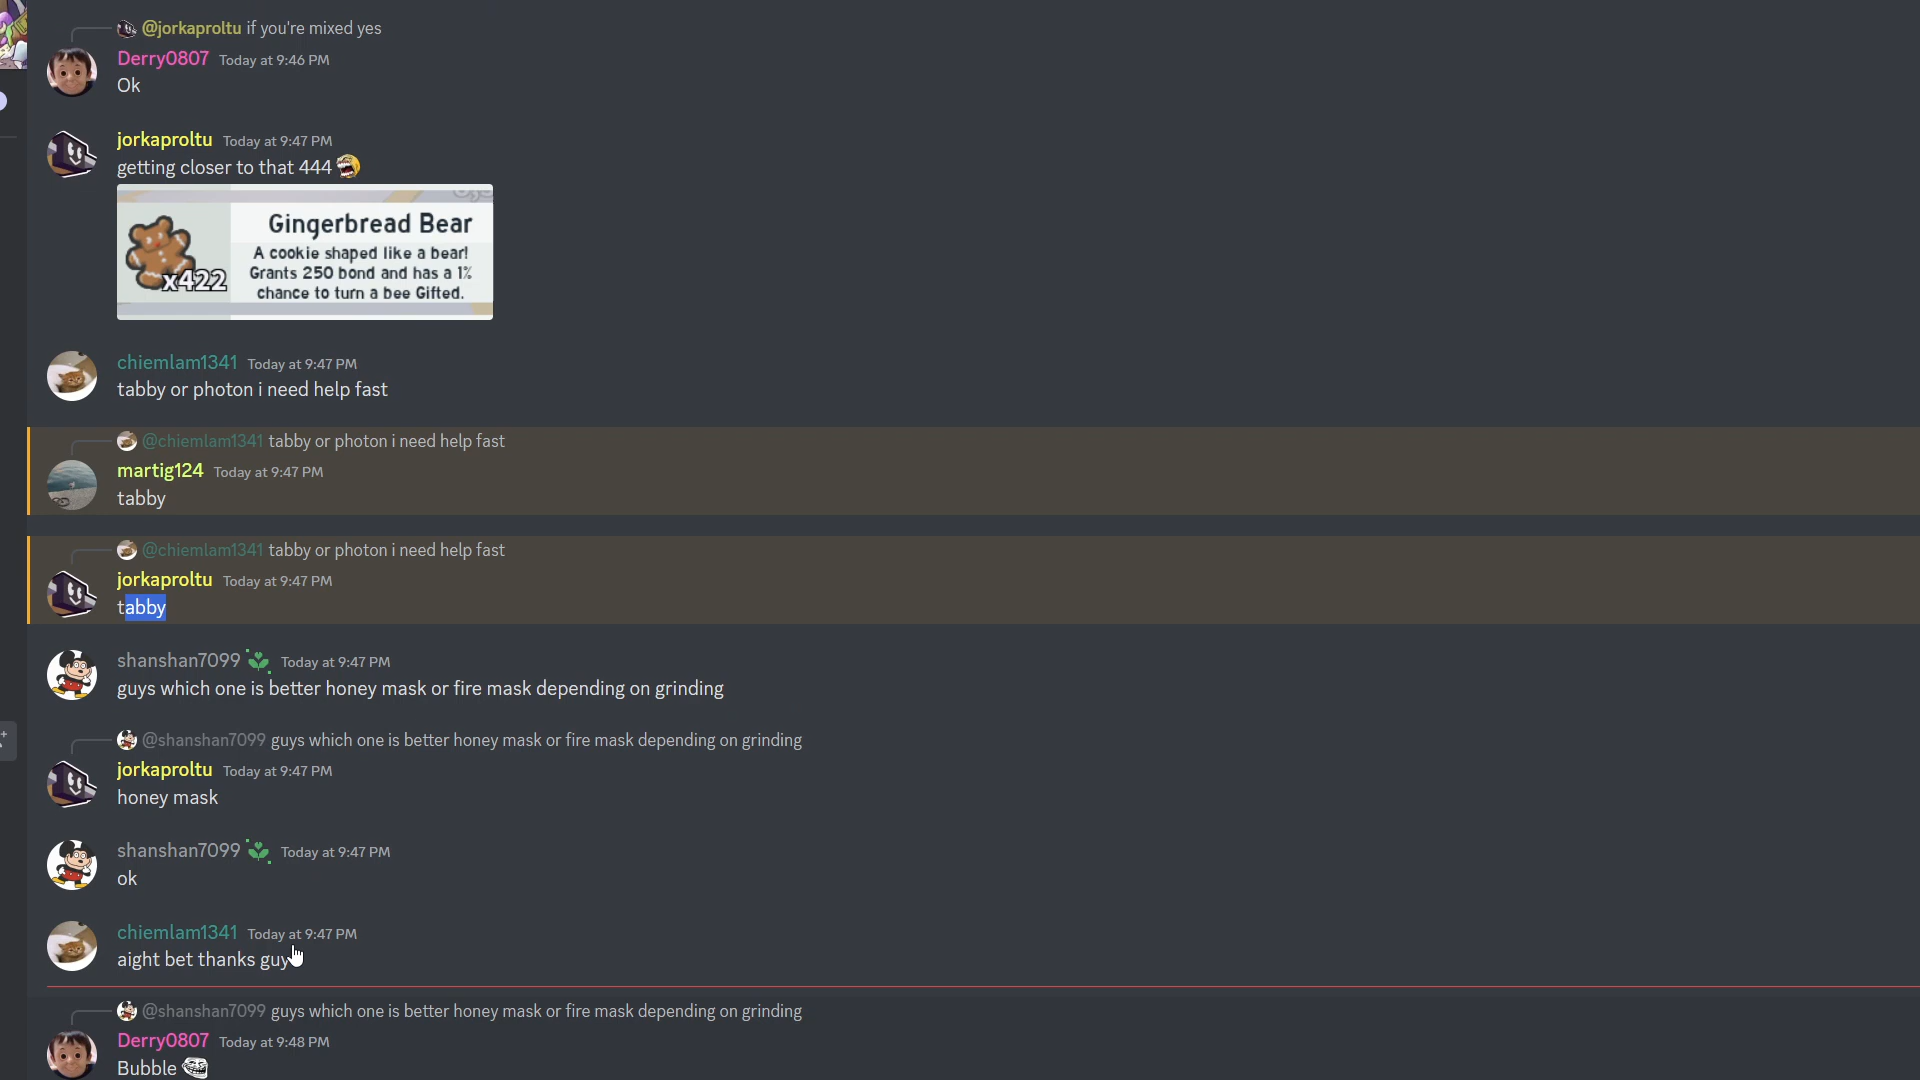 @jorkaproltu if you're mixed yes
Derry0807 Today at 9:46 PM
Ok
jorkaproltu Today at 9:47 PM
getting closer to that 444
Gingerbread Bear
A cookie shaped like a bear!
Grants 250 bond and has a 1%
chance to turn a bee Gifted.
x422
chiemlam1341 Today at 9:47 PM
tabby or photon i need help fast
@chiemlam1341 tabby or photon i need help fast
martig124 Today at 9:47 PM
tabby
@chiemlam1341 tabby or photon i need help fast
jorkaproltu Today at 9:47 PM
tabby
shanshan7099 Today at 9:47 PM
guys which one is better honey mask or fire mask depending on grinding
@shanshan7099 guys which one is better honey mask or fire mask depending on grinding
jorkaproltu Today at 9:47 PM
honey mask
shanshan7099 Today at 9:47 PM
ok
chiemlam1341 Today at 9:47 PM
aight bet thanks guy
@shanshan7099 guys which one is better honey mask or fire mask depending on grinding
Derry0807 Today at 9:48 PM
Bubble